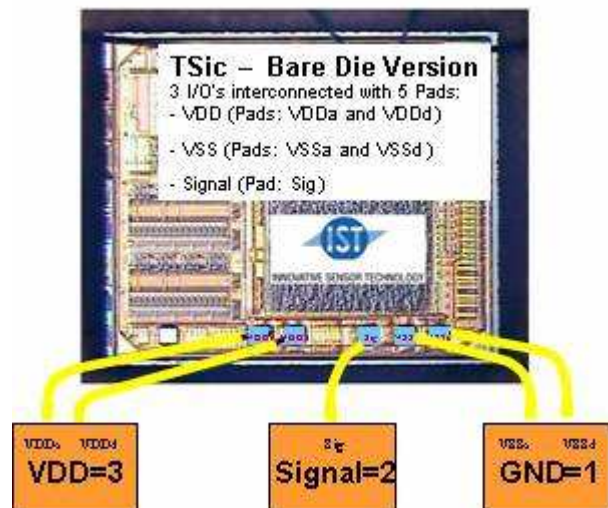 TSic – Bare Die Version
3 I/O's interconnected with 5 Pads:
- VDD (Pads: VDDa and VDDd)
- VSS (Pads: VSSa and VSSd)
- Signal (Pad: Sig)
IST
INNOVATIVE SENSOR TECHNOLOGY
Sig
VDDa VDDd
VDD=3
Sig
Signal=2
VSSa VSSd
GND=1